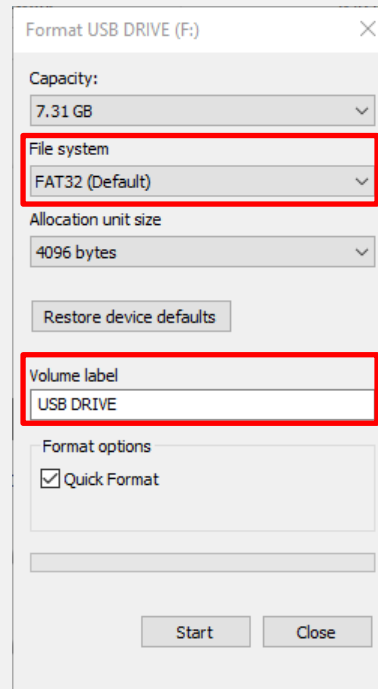 Format USB DRIVE (F:)
Capacity:
7.31 GB
File system
FAT32 (Default)
Allocation unit size
4096 bytes
Restore device defaults
Volume label
USB DRIVE
Format options
Quick Format
Start Close